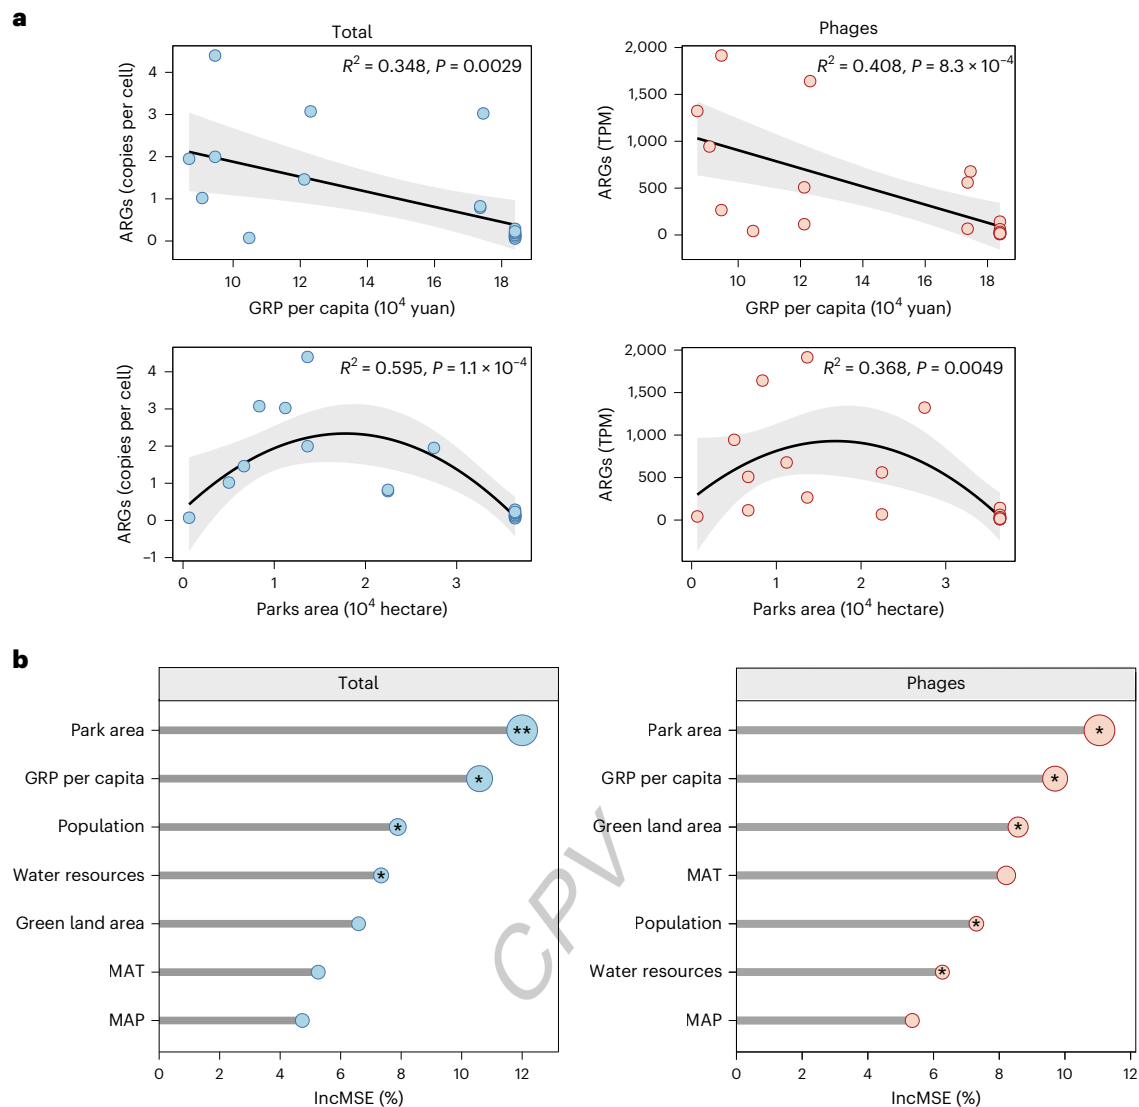 a
Total
R² = 0.348, P = 0.0029
ARGs (copies per cell)
4
3
2
1
0
10 12 14 16 18
GRP per capita (10⁴ yuan)
Phages
R² = 0.408, P = 8.3 × 10⁻⁴
ARGs (TPM)
2,000
1,500
1,000
500
0
10 12 14 16 18
GRP per capita (10⁴ yuan)
R² = 0.595, P = 1.1 × 10⁻⁴
ARGs (copies per cell)
4
3
2
1
0
–1
0 1 2 3
Parks area (10⁴ hectare)
R² = 0.368, P = 0.0049
ARGs (TPM)
2,000
1,500
1,000
500
0
0 1 2 3
Parks area (10⁴ hectare)
b
Total
Park area **
GRP per capita *
Population *
Water resources *
Green land area
MAT
MAP
0 2 4 6 8 10 12
IncMSE (%)
Phages
Park area *
GRP per capita *
Green land area *
MAT
Population *
Water resources *
MAP
0 2 4 6 8 10 12
IncMSE (%)
CPV